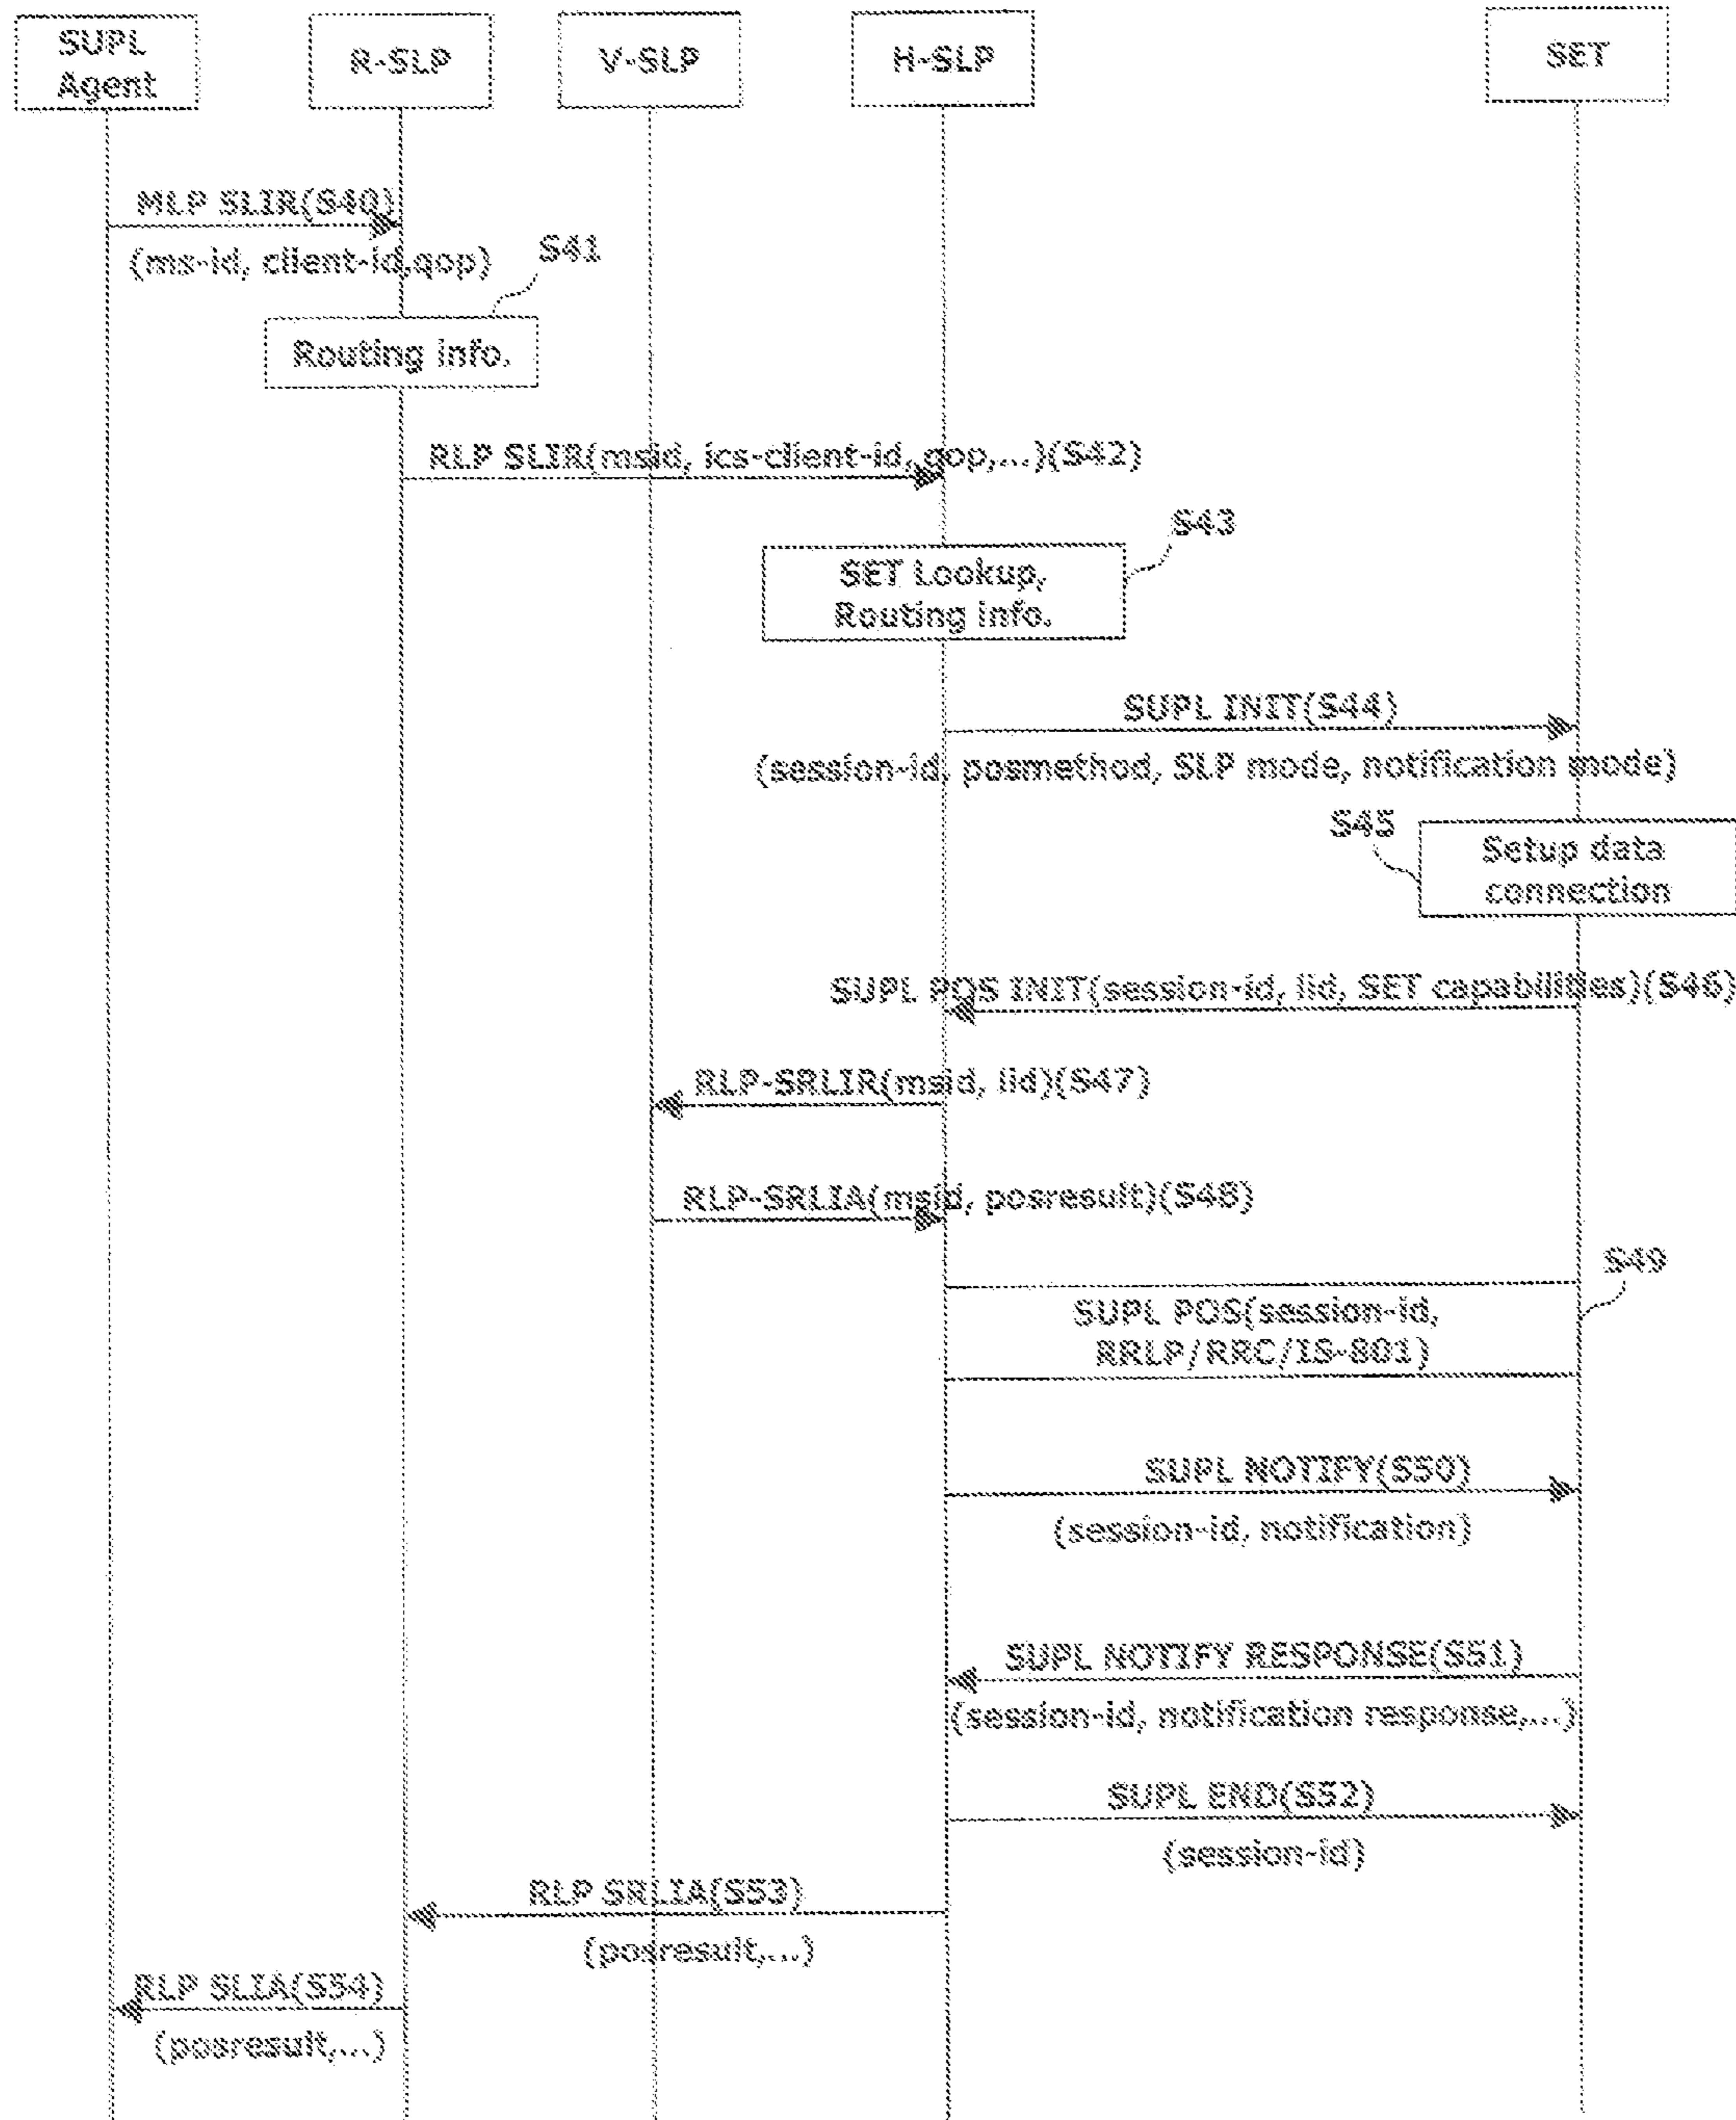 SUPL
Agent
R-SLP
V-SLP
H-SLP
SET
MLP SLIR(S40)
(ms-id, client-id,qop)
S41
Routing info.
RLP SLIR(msid, ics-client-id, qop,...)(S42)
S43
SET Lookup,
Routing info.
SUPL INIT(S44)
(session-id, posmethod, SLP mode, notification mode)
S45
Setup data
connection
SUPL POS INIT(session-id, lid, SET capabilities)(S46)
RLP-SRLIR(msid, lid)(S47)
RLP-SRLIA(msid, posresult)(S48)
S49
SUPL POS(session-id,
RRLP/RRC/IS-801)
SUPL NOTIFY(S50)
(session-id, notification)
SUPL NOTIFY RESPONSE(S51)
(session-id, notification response,...)
SUPL END(S52)
(session-id)
RLP SRLIA(S53)
(posresult,...)
RLP SLIA(S54)
(posresult,...)